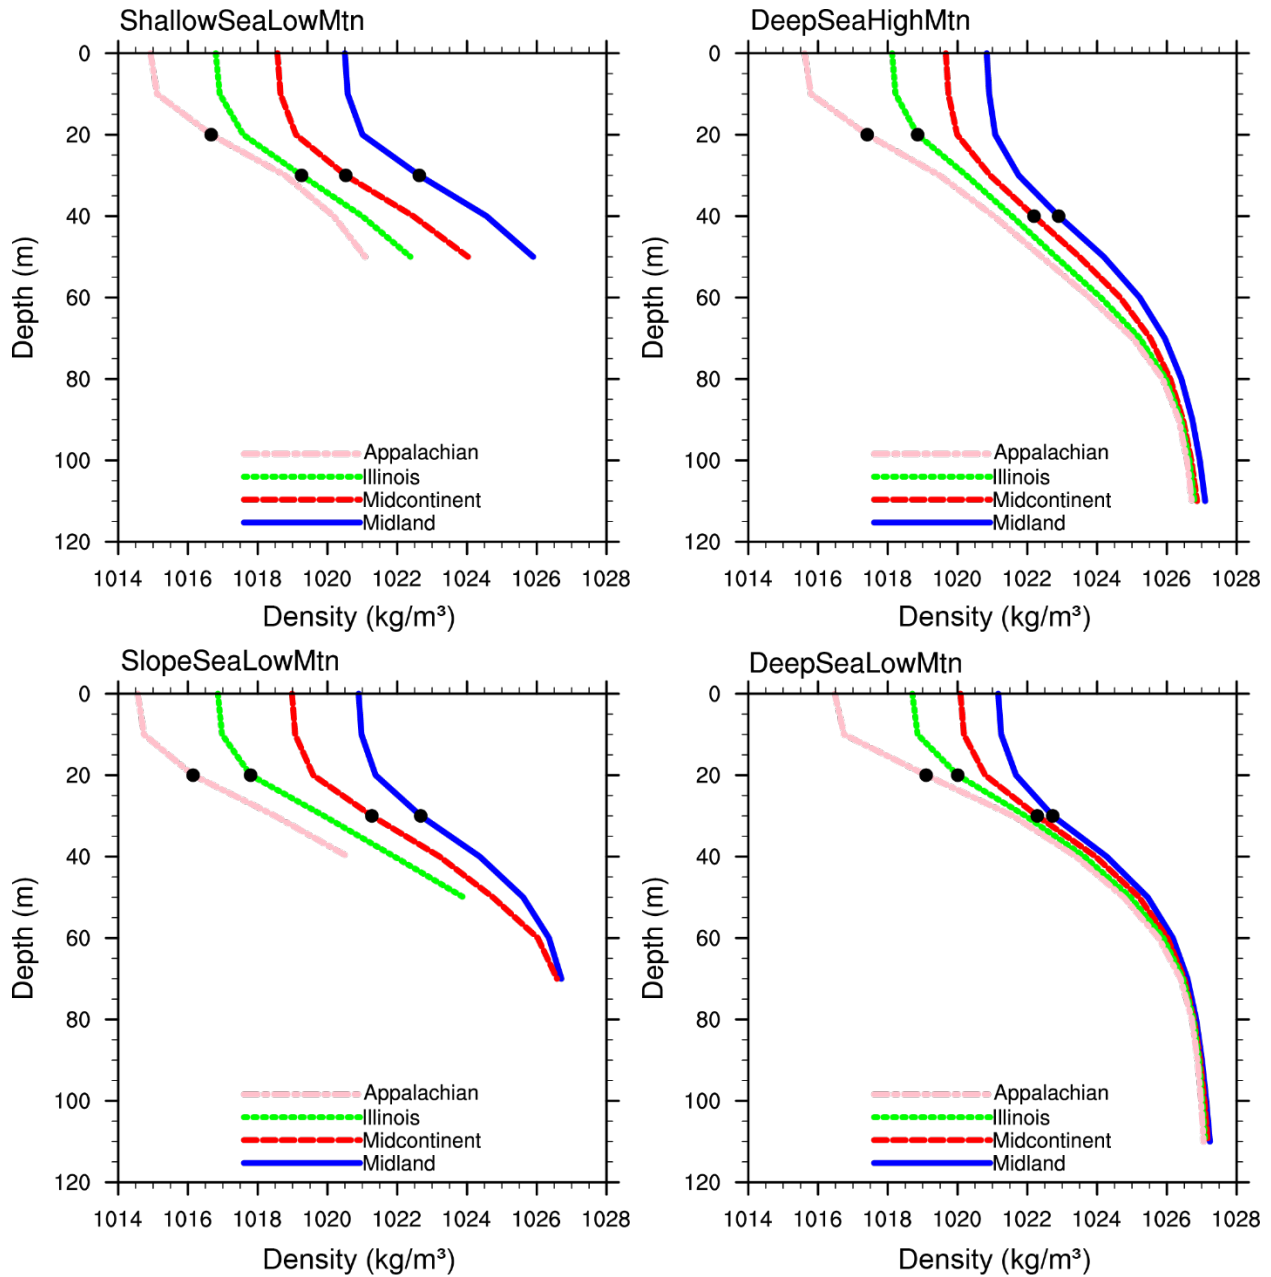 ShallowSeaLowMtn
0
20
40
60
80
100
120
Depth (m)
Appalachian
Illinois
Midcontinent
Midland
1014 1016 1018 1020 1022 1024 1026 1028
Density (kg/m³)
DeepSeaHighMtn
0
20
40
60
80
100
120
Depth (m)
Appalachian
Illinois
Midcontinent
Midland
1014 1016 1018 1020 1022 1024 1026 1028
Density (kg/m³)
SlopeSeaLowMtn
0
20
40
60
80
100
120
Depth (m)
Appalachian
Illinois
Midcontinent
Midland
1014 1016 1018 1020 1022 1024 1026 1028
Density (kg/m³)
DeepSeaLowMtn
0
20
40
60
80
100
120
Depth (m)
Appalachian
Illinois
Midcontinent
Midland
1014 1016 1018 1020 1022 1024 1026 1028
Density (kg/m³)